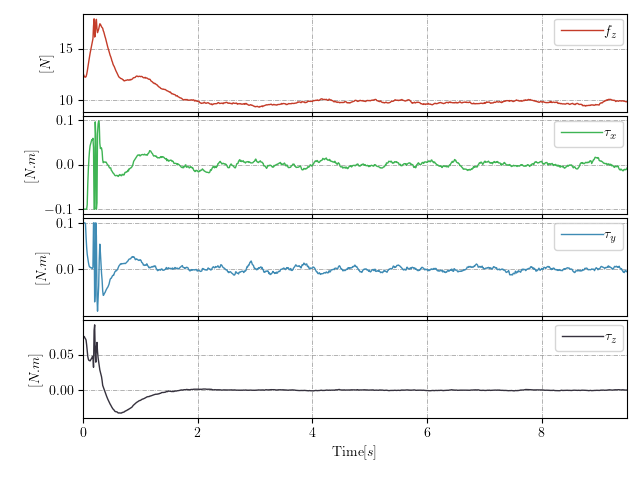 [N]
15
10
f_z
[N.m]
0.1
0.0
−0.1
τ_x
[N.m]
0.1
0.0
τ_y
[N.m]
0.05
0.00
τ_z
0 2 4 6 8
Time[s]